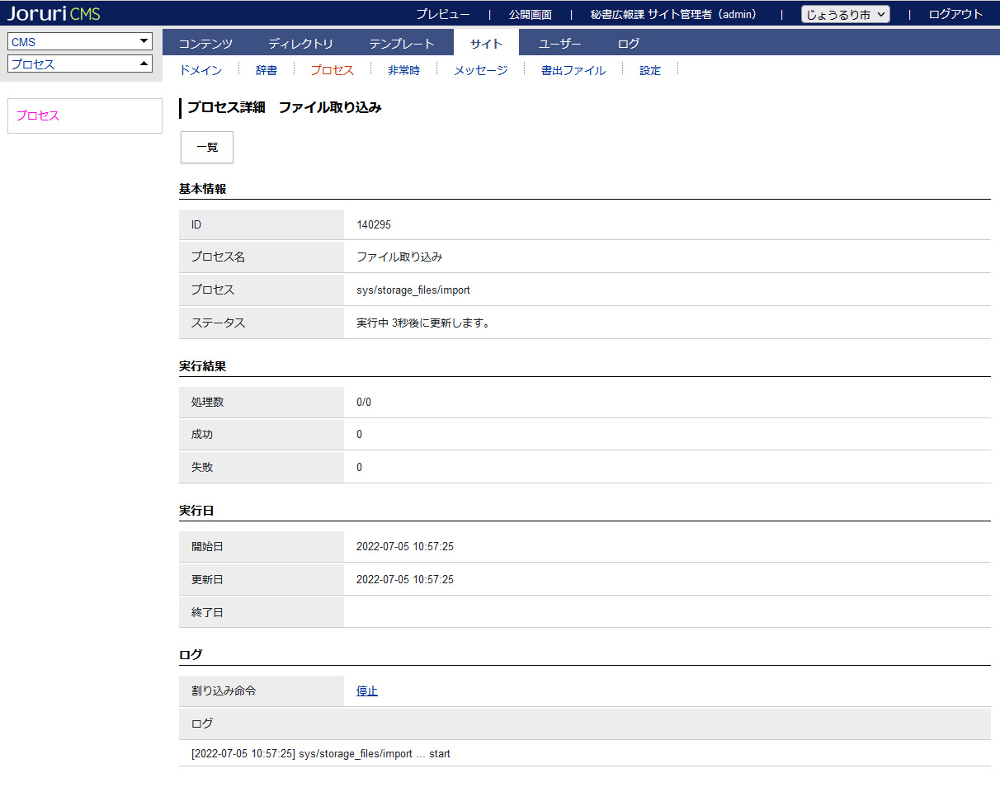 Joruri CMS プレビュー | 公開画面 | 秘書広報課 サイト管理者（admin） | じょうるり市 | ログアウト
CMS
プロセス
コンテンツ ディレクトリ テンプレート サイト ユーザー ログ
ドメイン 辞書 プロセス 非常時 メッセージ 書出ファイル 設定
プロセス
プロセス詳細　ファイル取り込み
一覧
基本情報
ID 140295
プロセス名 ファイル取り込み
プロセス sys/storage_files/import
ステータス 実行中 3秒後に更新します。
実行結果
処理数 0/0
成功 0
失敗 0
実行日
開始日 2022-07-05 10:57:25
更新日 2022-07-05 10:57:25
終了日
ログ
割り込み命令 停止
ログ
[2022-07-05 10:57:25] sys/storage_files/import ... start